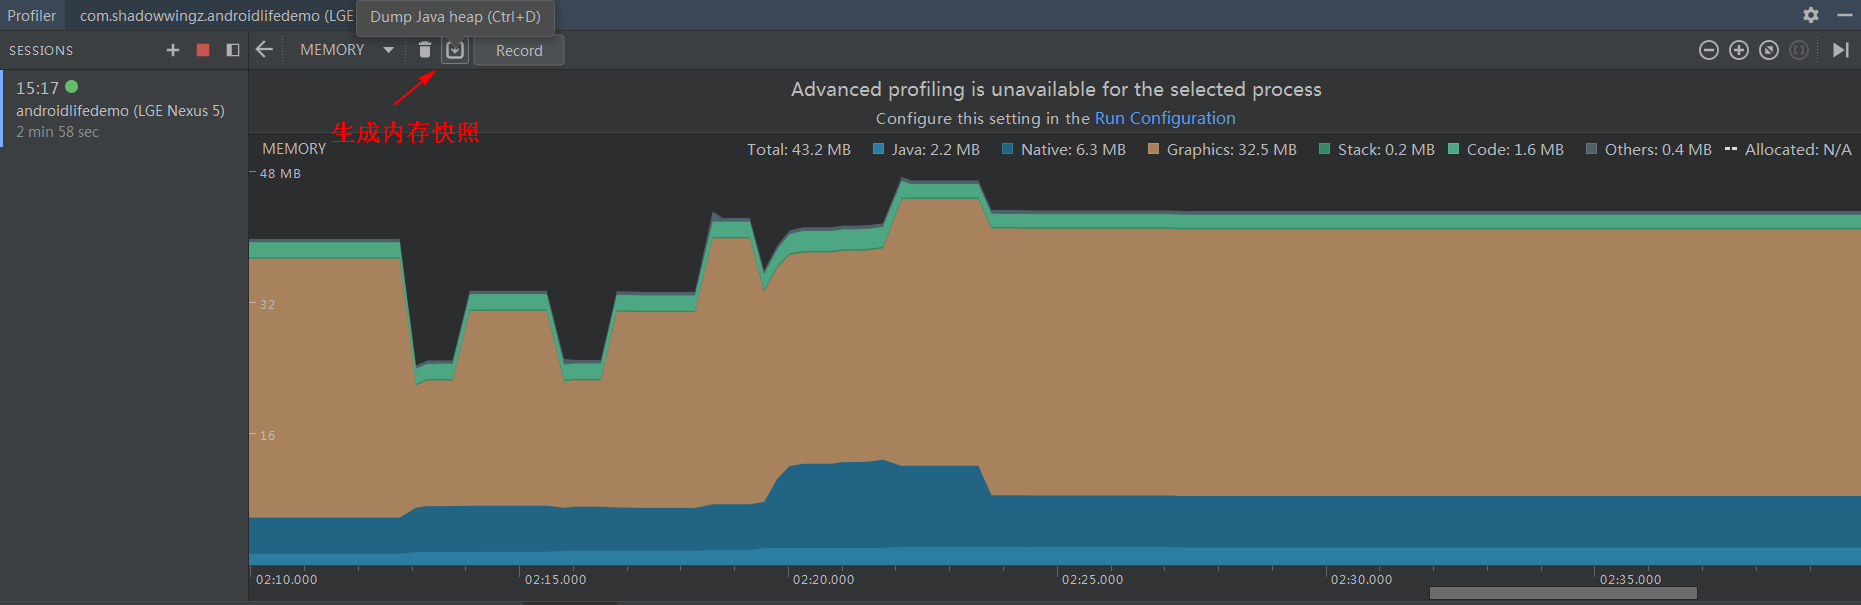 Profiler
com.shadowwingz.androidlifedemo (LGE
Dump Java heap (Ctrl+D)
SESSIONS
MEMORY
Record
15:17
androidlifedemo (LGE Nexus 5)
2 min 58 sec
生成内存快照
Advanced profiling is unavailable for the selected process
Configure this setting in the Run Configuration
MEMORY
Total: 43.2 MB Java: 2.2 MB Native: 6.3 MB Graphics: 32.5 MB Stack: 0.2 MB Code: 1.6 MB Others: 0.4 MB Allocated: N/A
48 MB
32
16
02:10.000 02:15.000 02:20.000 02:25.000 02:30.000 02:35.000